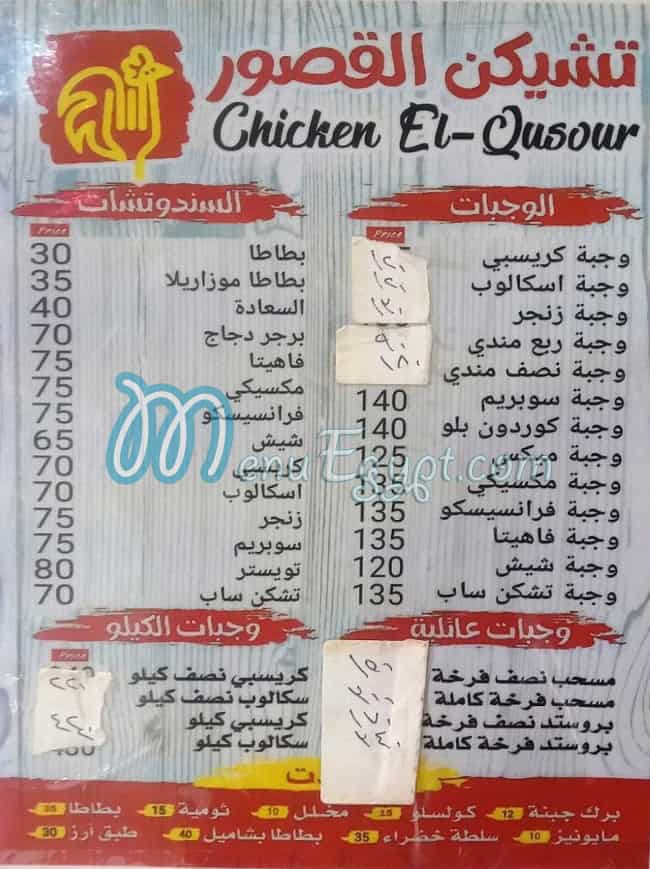 تشيكن القصور
Chicken El-Qusour
الوجبات
وجبة كريسبي
وجبة اسكالوب
وجبة زنجر
وجبة ربع مندي
وجبة نصف مندي
وجبة سوبريم 140
وجبة كوردون بلو 140
وجبة ميكس 125
وجبة مكسيكي 135
وجبة فرانسيسكو 135
وجبة فاهيتا 135
وجبة شيش 120
وجبة تشكن ساب 135
السندوتشات
Price
بطاطا 30
بطاطا موزاريلا 35
السعادة 40
برجر دجاج 70
فاهيتا 75
مكسيكي 75
فرانسيسكو 75
شيش 65
كريسبي 70
اسكالوب 70
زنجر 75
سوبريم 75
تويستر 80
تشكن ساب 70
MenuEgypt.com
وجبات عائلية
مسحب نصف فرخة
مسحب فرخة كاملة
بروستد نصف فرخة
بروستد فرخة كاملة
وجبات الكيلو
Price
كريسبي نصف كيلو
سكالوب نصف كيلو ٢٢٠
كريسبي كيلو
سكالوب كيلو
برك جبنة 12 كولسلو مخلل 10 ثومية 15 بطاطا
مايونيز 10 سلطة خضراء 35 بطاطا بشاميل 40 طبق أرز 30